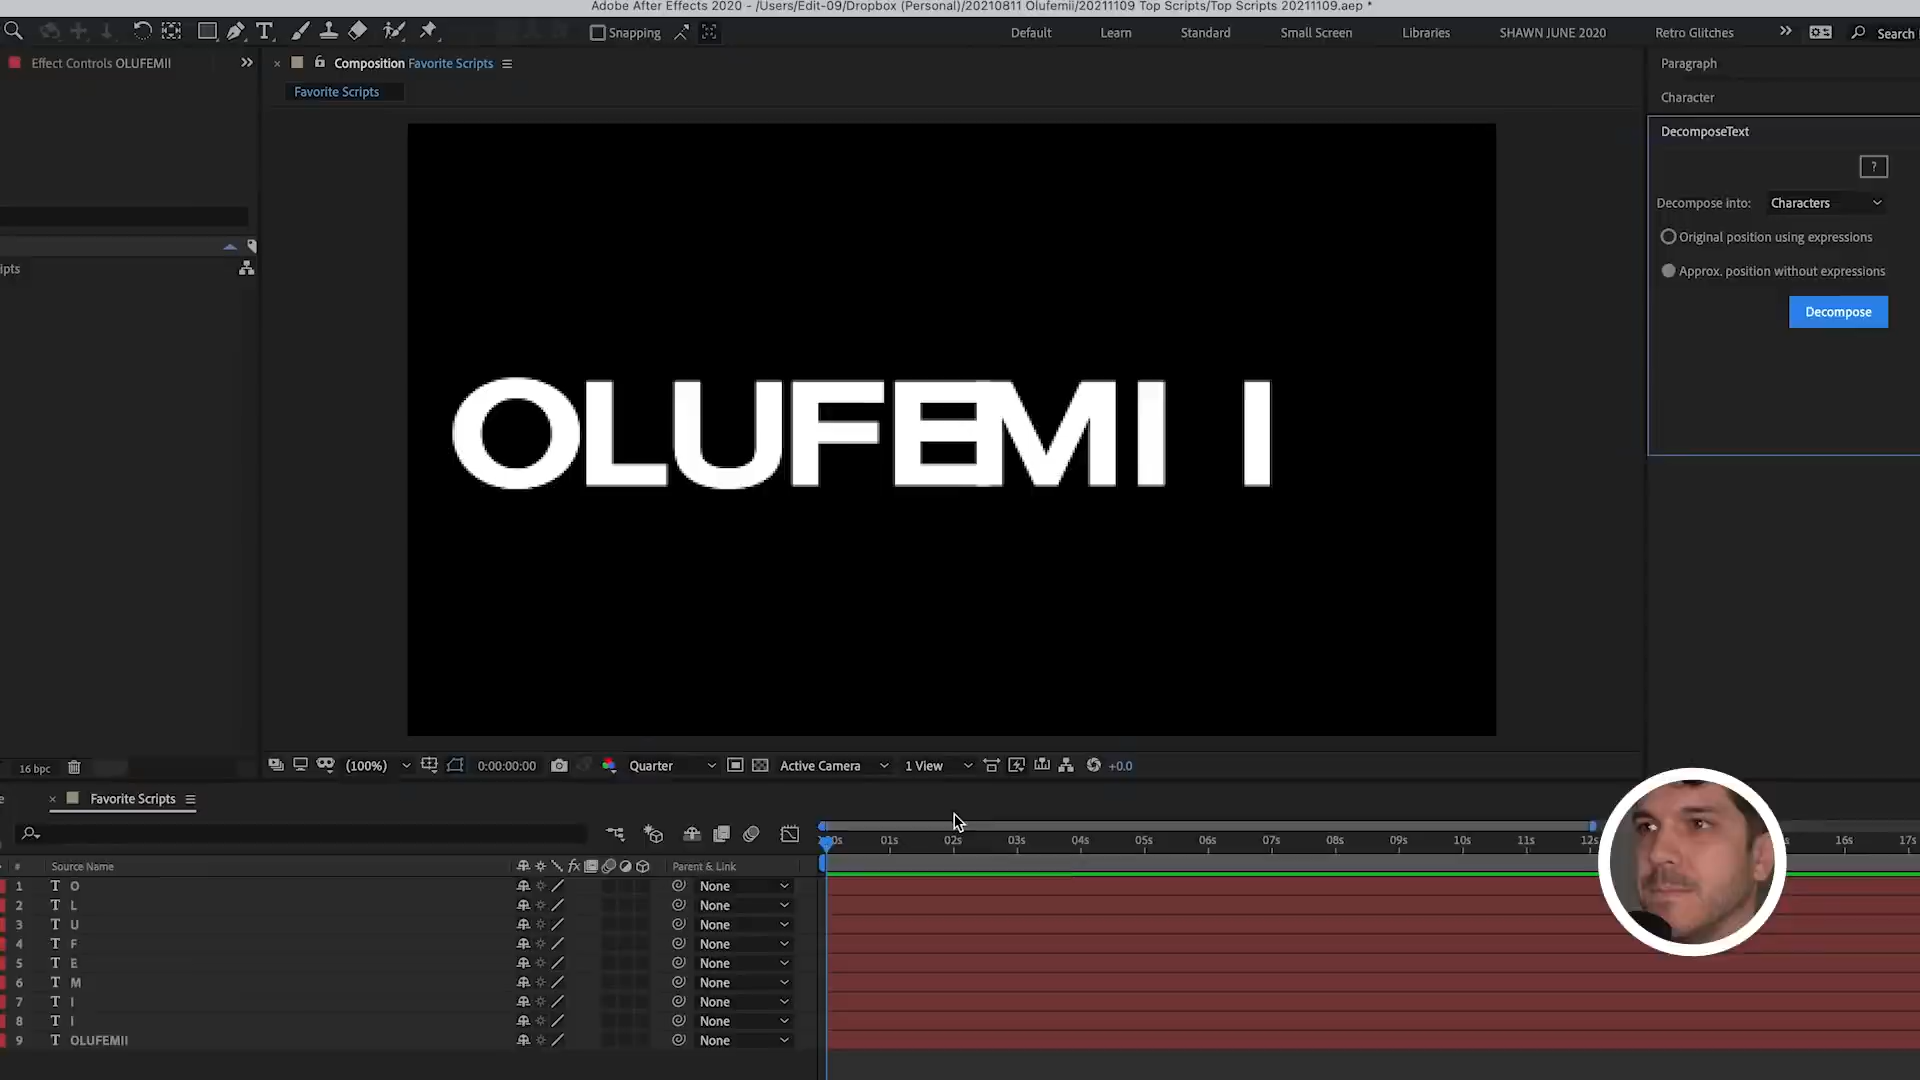 Adobe After Effects 2020 - /Users/Edit-09/Dropbox (Personal)/20210811 Olufemii/20211109 Top Scripts/Top Scripts 20211109.aep *
Snapping
Default
Learn
Standard
Small Screen
Libraries
SHAWN JUNE 2020
Retro Glitches
Search
Effect Controls OLUFEMII
Composition Favorite Scripts
Favorite Scripts
Paragraph
Character
DecomposeText
?
Decompose into: Characters
Original position using expressions
Approx. position without expressions
Decompose
ipts
OLUFEMI I
16 bpc
(100%)
0:00:00:00
Quarter
Active Camera
1 View
+0.0
Favorite Scripts
# Source Name
fx
Parent & Link
01s 02s 03s 04s 05s 06s 07s 08s 09s 10s 11s 16s
1 T O None
2 T L None
3 T U None
4 T F None
5 T E None
6 T M None
7 T I None
8 T I None
9 T OLUFEMII None